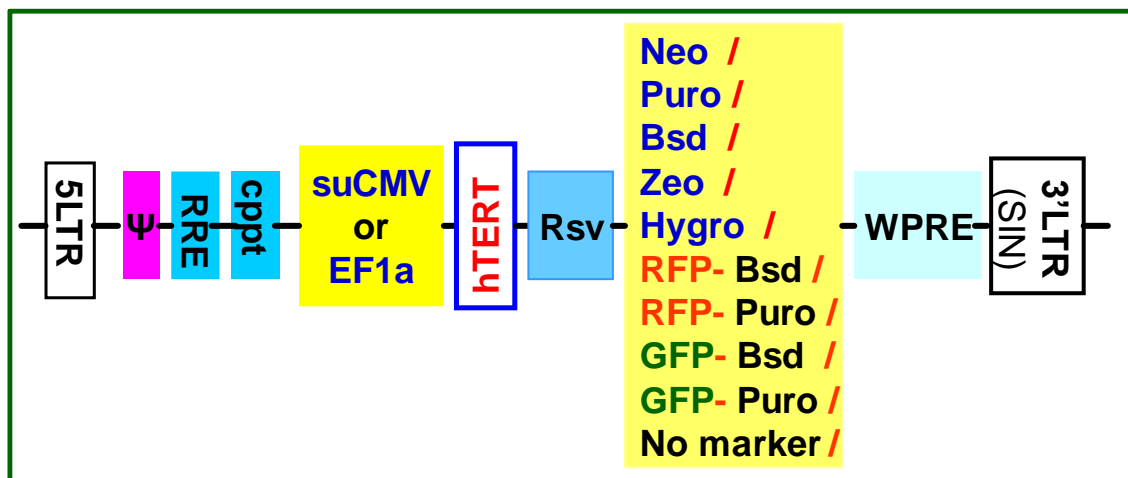 5LTR
Ψ
RRE
cppt
suCMV
or
EF1a
hTERT
Rsv
Neo /
Puro /
Bsd /
Zeo /
Hygro /
RFP- Bsd /
RFP- Puro /
GFP- Bsd /
GFP- Puro /
No marker /
WPRE
3'LTR
(SIN)